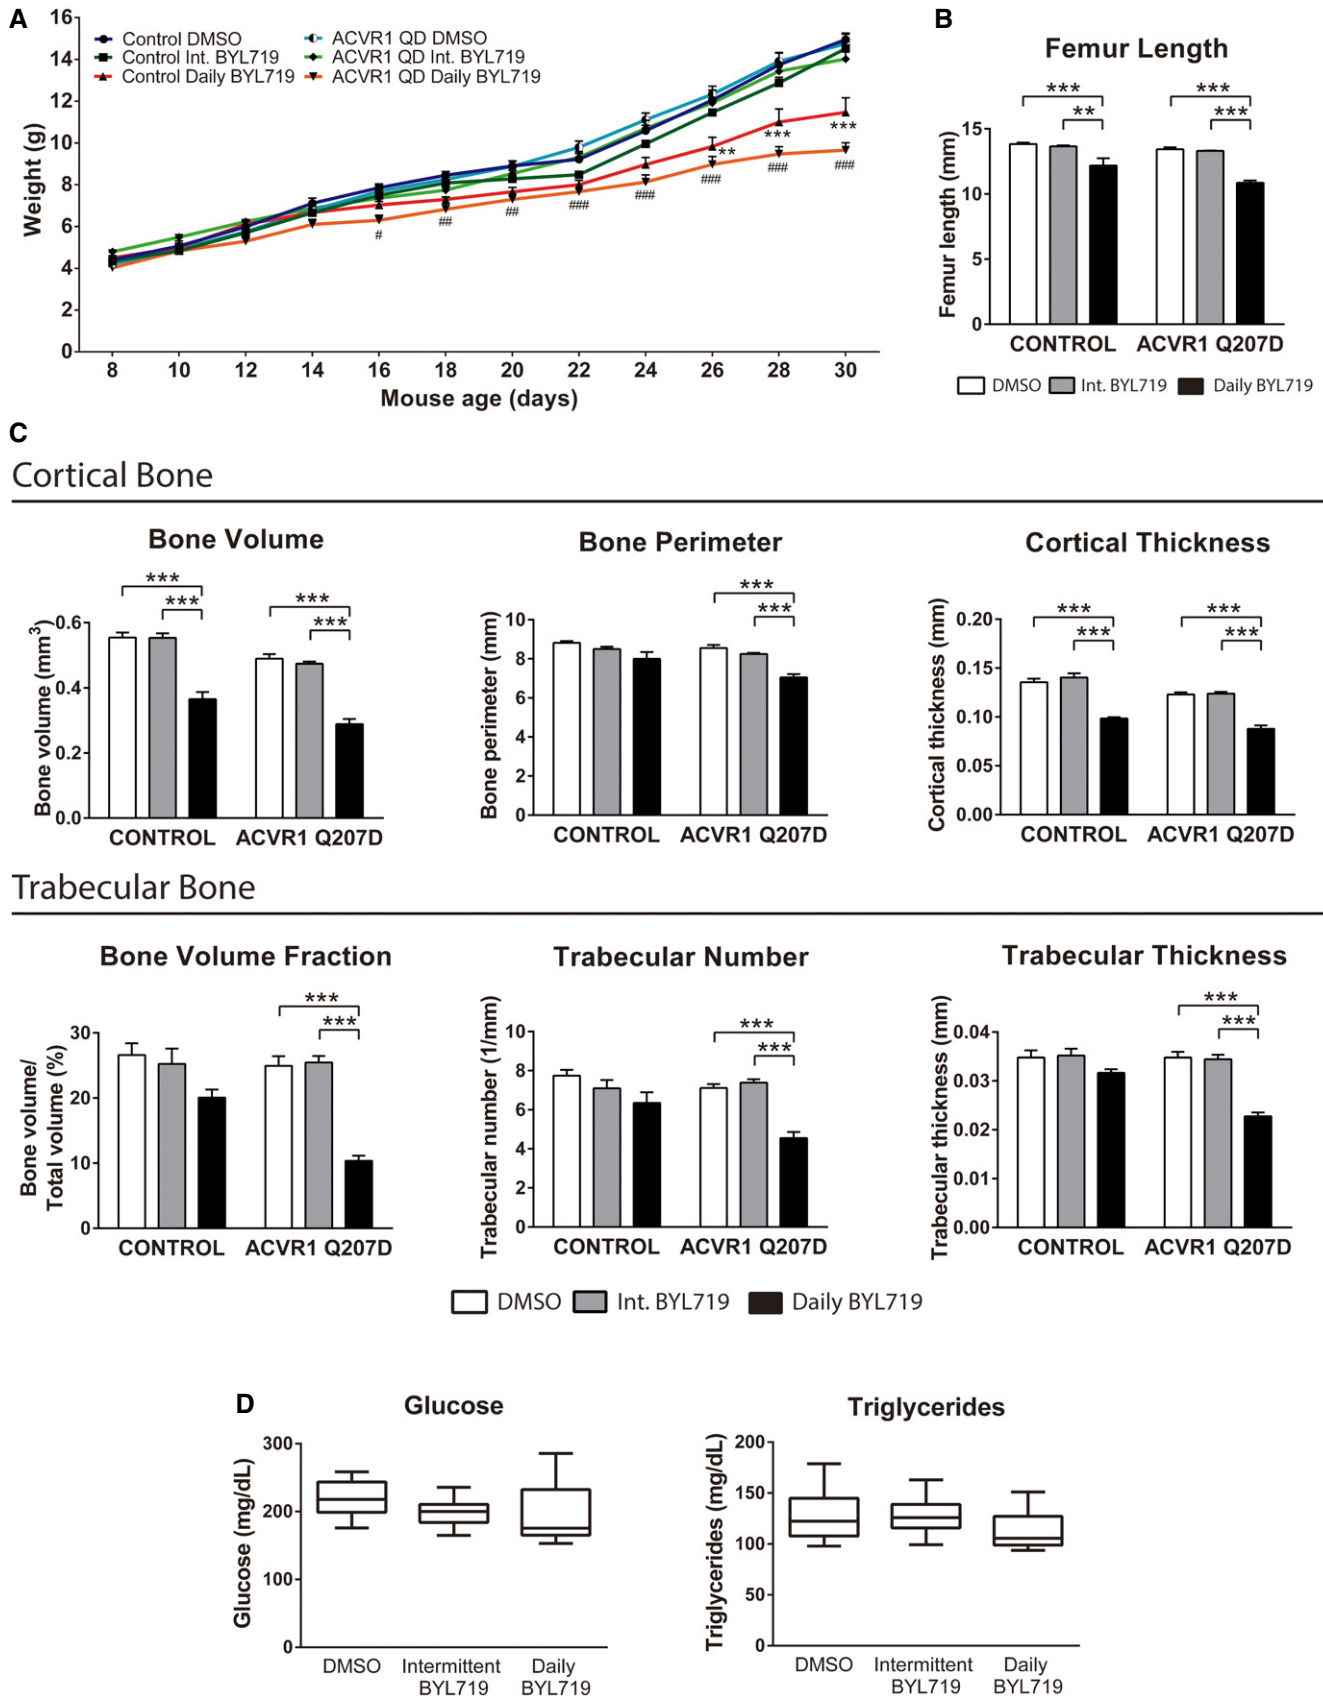 A
Weight (g)
16
14
12
10
8
6
4
2
0
Control DMSO
Control Int. BYL719
Control Daily BYL719
ACVR1 QD DMSO
ACVR1 QD Int. BYL719
ACVR1 QD Daily BYL719
** *** ***
# ## ## ### ### ### ### ###
8 10 12 14 16 18 20 22 24 26 28 30
Mouse age (days)
B
Femur Length
*** ***
** ***
Femur length (mm)
15
10
5
0
CONTROL ACVR1 Q207D
DMSO Int. BYL719 Daily BYL719
C
Cortical Bone
Bone Volume
***
***
***
***
Bone volume (mm3)
0.6
0.4
0.2
0.0
CONTROL ACVR1 Q207D
Bone Perimeter
***
***
Bone perimeter (mm)
10
8
6
4
2
0
CONTROL ACVR1 Q207D
Cortical Thickness
*** ***
*** ***
Cortical thickness (mm)
0.20
0.15
0.10
0.05
0.00
CONTROL ACVR1 Q207D
Trabecular Bone
Bone Volume Fraction
***
***
Bone volume/
Total volume (%)
30
20
10
0
CONTROL ACVR1 Q207D
Trabecular Number
***
***
Trabecular number (1/mm)
10
8
6
4
2
0
CONTROL ACVR1 Q207D
Trabecular Thickness
***
***
Trabecular thickness (mm)
0.04
0.03
0.02
0.01
0.00
CONTROL ACVR1 Q207D
DMSO Int. BYL719 Daily BYL719
D
Glucose
Glucose (mg/dL)
300
200
100
0
DMSO Intermittent Daily
BYL719 BYL719
Triglycerides
Triglycerides (mg/dL)
200
150
100
50
0
DMSO Intermittent Daily
BYL719 BYL719